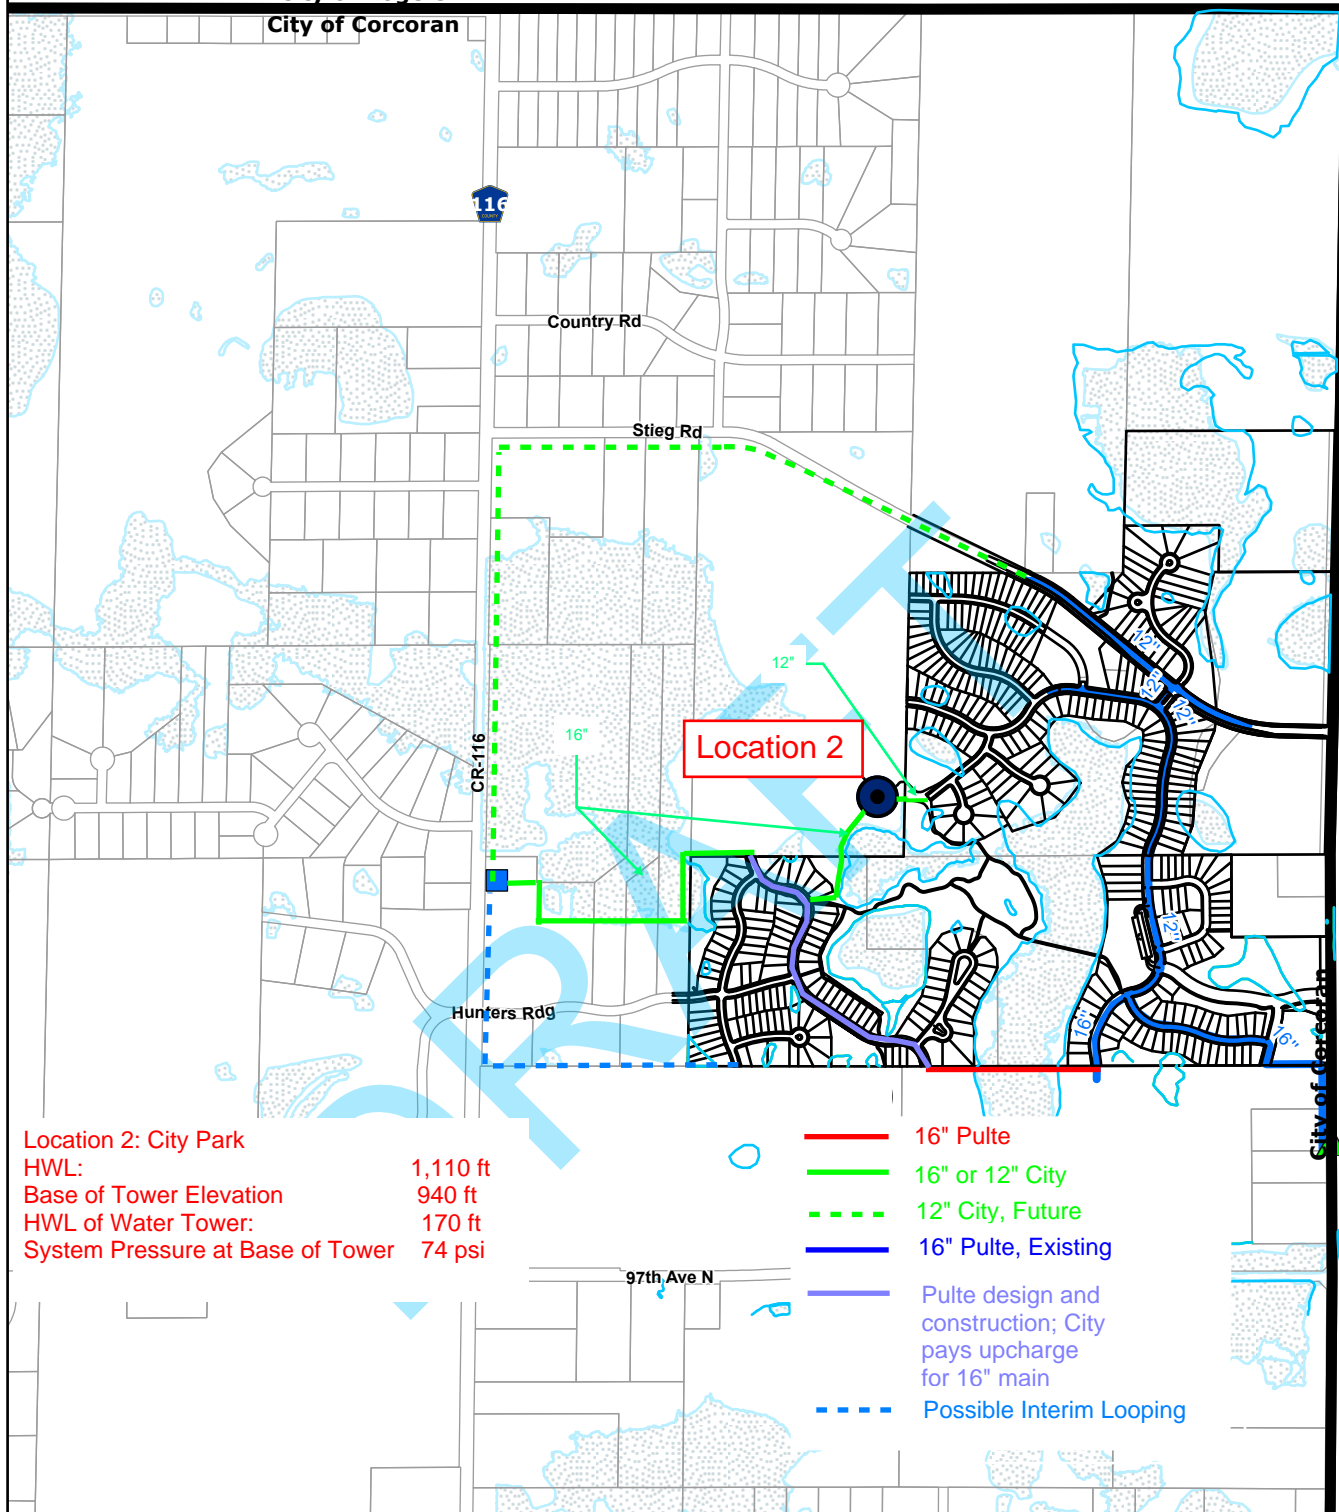 City of Corcoran
116
COUNTY
Country Rd
Stieg Rd
12"
12"
12"
12"
16"
Location 2
CR-116
12"
Hunters Rdg
16"
16"
City of Corcoran
DRAFT
Location 2: City Park
HWL: 1,110 ft
Base of Tower Elevation 940 ft
HWL of Water Tower: 170 ft
System Pressure at Base of Tower 74 psi
16" Pulte
16" or 12" City
12" City, Future
16" Pulte, Existing
Pulte design and
construction; City
pays upcharge
for 16" main
Possible Interim Looping
97th Ave N